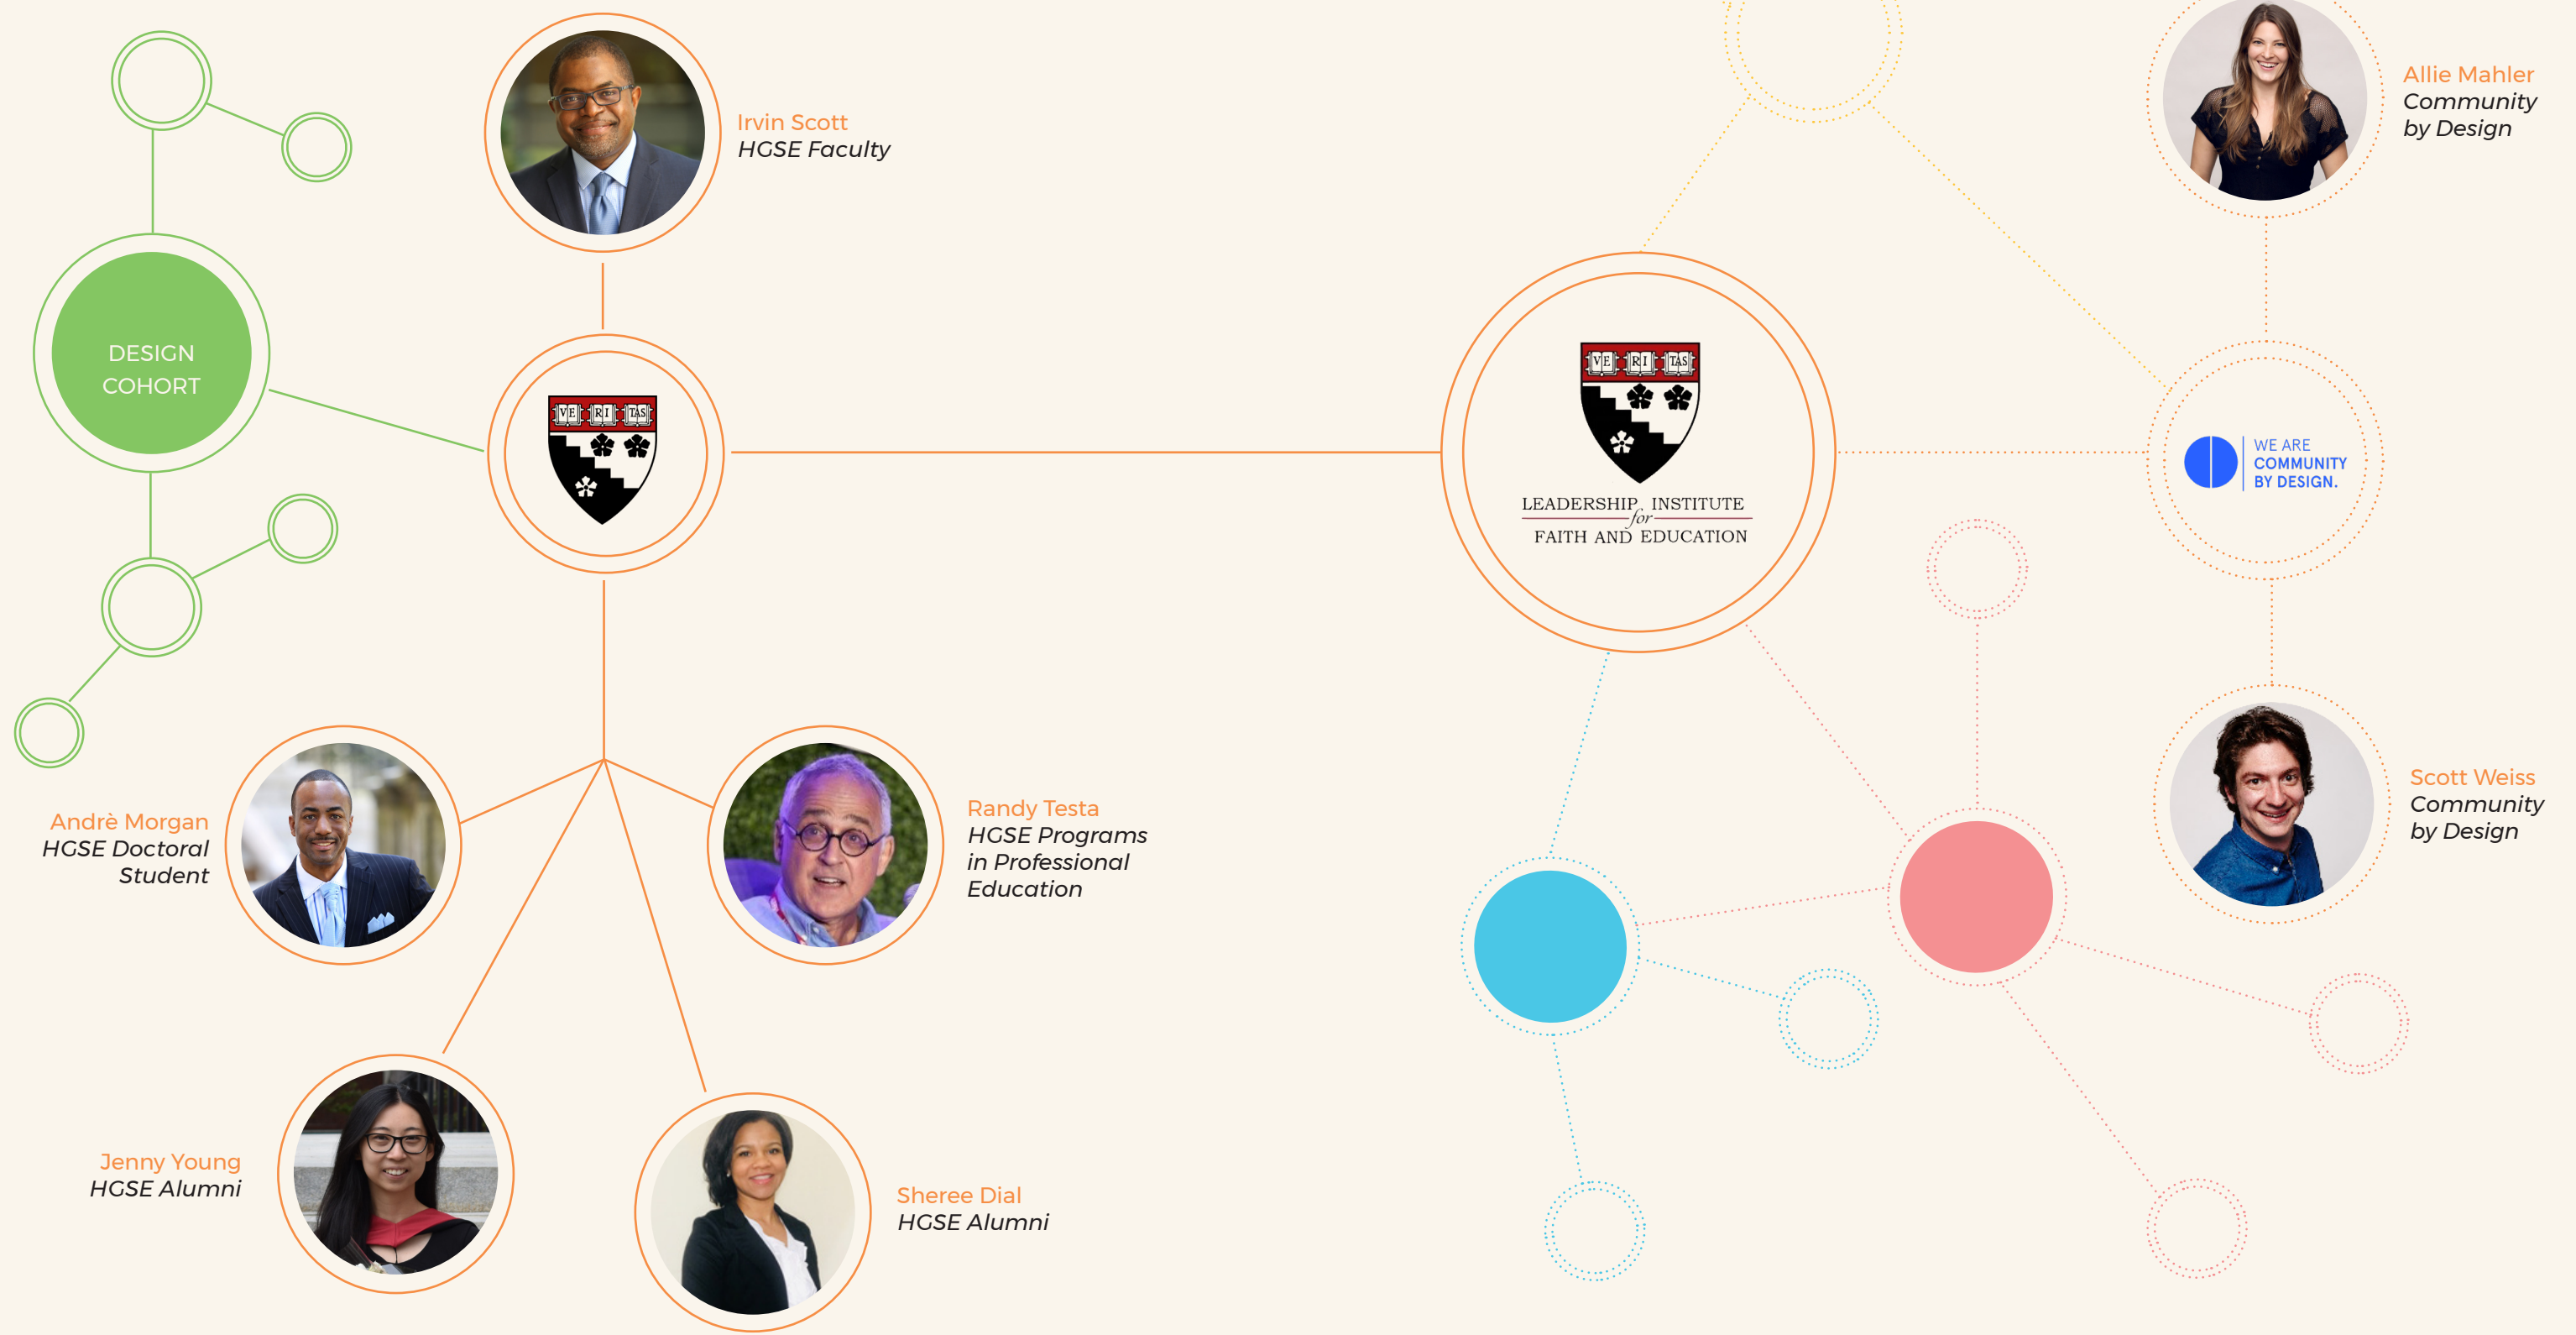 Irvin Scott
HGSE Faculty
Allie Mahler
Community
by Design
DESIGN
COHORT
VE RI TAS
VE RI TAS
LEADERSHIP INSTITUTE
for
FAITH AND EDUCATION
WE ARE
COMMUNITY
BY DESIGN.
Andrè Morgan
HGSE Doctoral
Student
Randy Testa
HGSE Programs
in Professional
Education
Scott Weiss
Community
by Design
Jenny Young
HGSE Alumni
Sheree Dial
HGSE Alumni